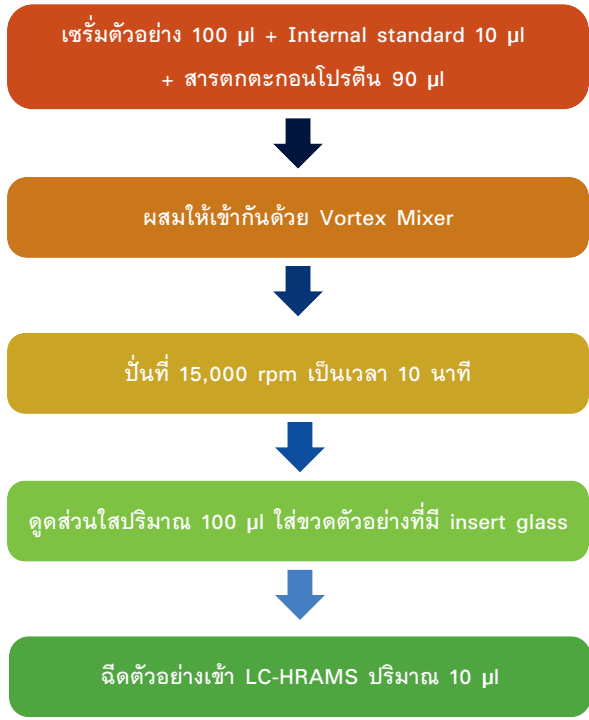 เซรั่มตัวอย่าง 100 µl + Internal standard 10 µl
+ สารตกตะกอนโปรตีน 90 µl
ผสมให้เข้ากันด้วย Vortex Mixer
ปั่นที่ 15,000 rpm เป็นเวลา 10 นาที
ดูดส่วนใสปริมาณ 100 µl ใส่ขวดตัวอย่างที่มี insert glass
ฉีดตัวอย่างเข้า LC-HRAMS ปริมาณ 10 µl